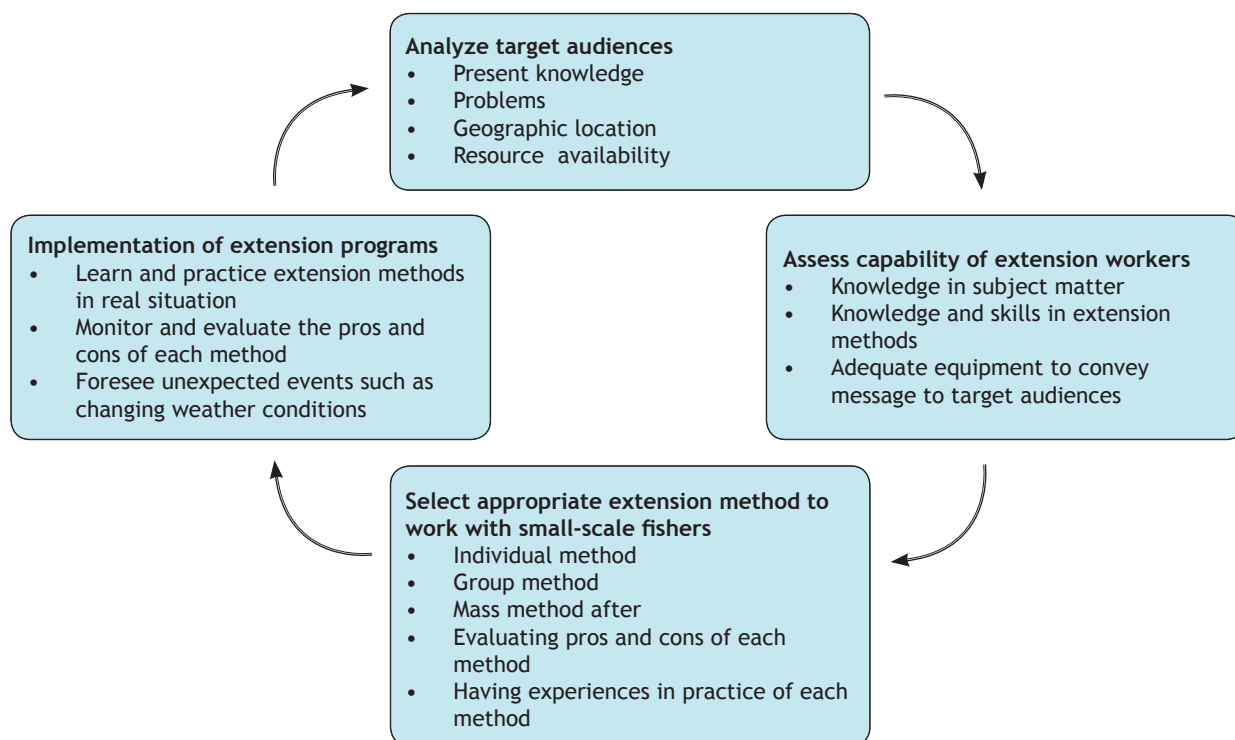 Analyze target audiences
• Present knowledge
• Problems
• Geographic location
• Resource availability
Assess capability of extension workers
• Knowledge in subject matter
• Knowledge and skills in extension
methods
• Adequate equipment to convey
message to target audiences
Select appropriate extension method to
work with small-scale fishers
• Individual method
• Group method
• Mass method after
• Evaluating pros and cons of each
method
• Having experiences in practice of each
method
Implementation of extension programs
• Learn and practice extension methods
in real situation
• Monitor and evaluate the pros and
cons of each method
• Foresee unexpected events such as
changing weather conditions